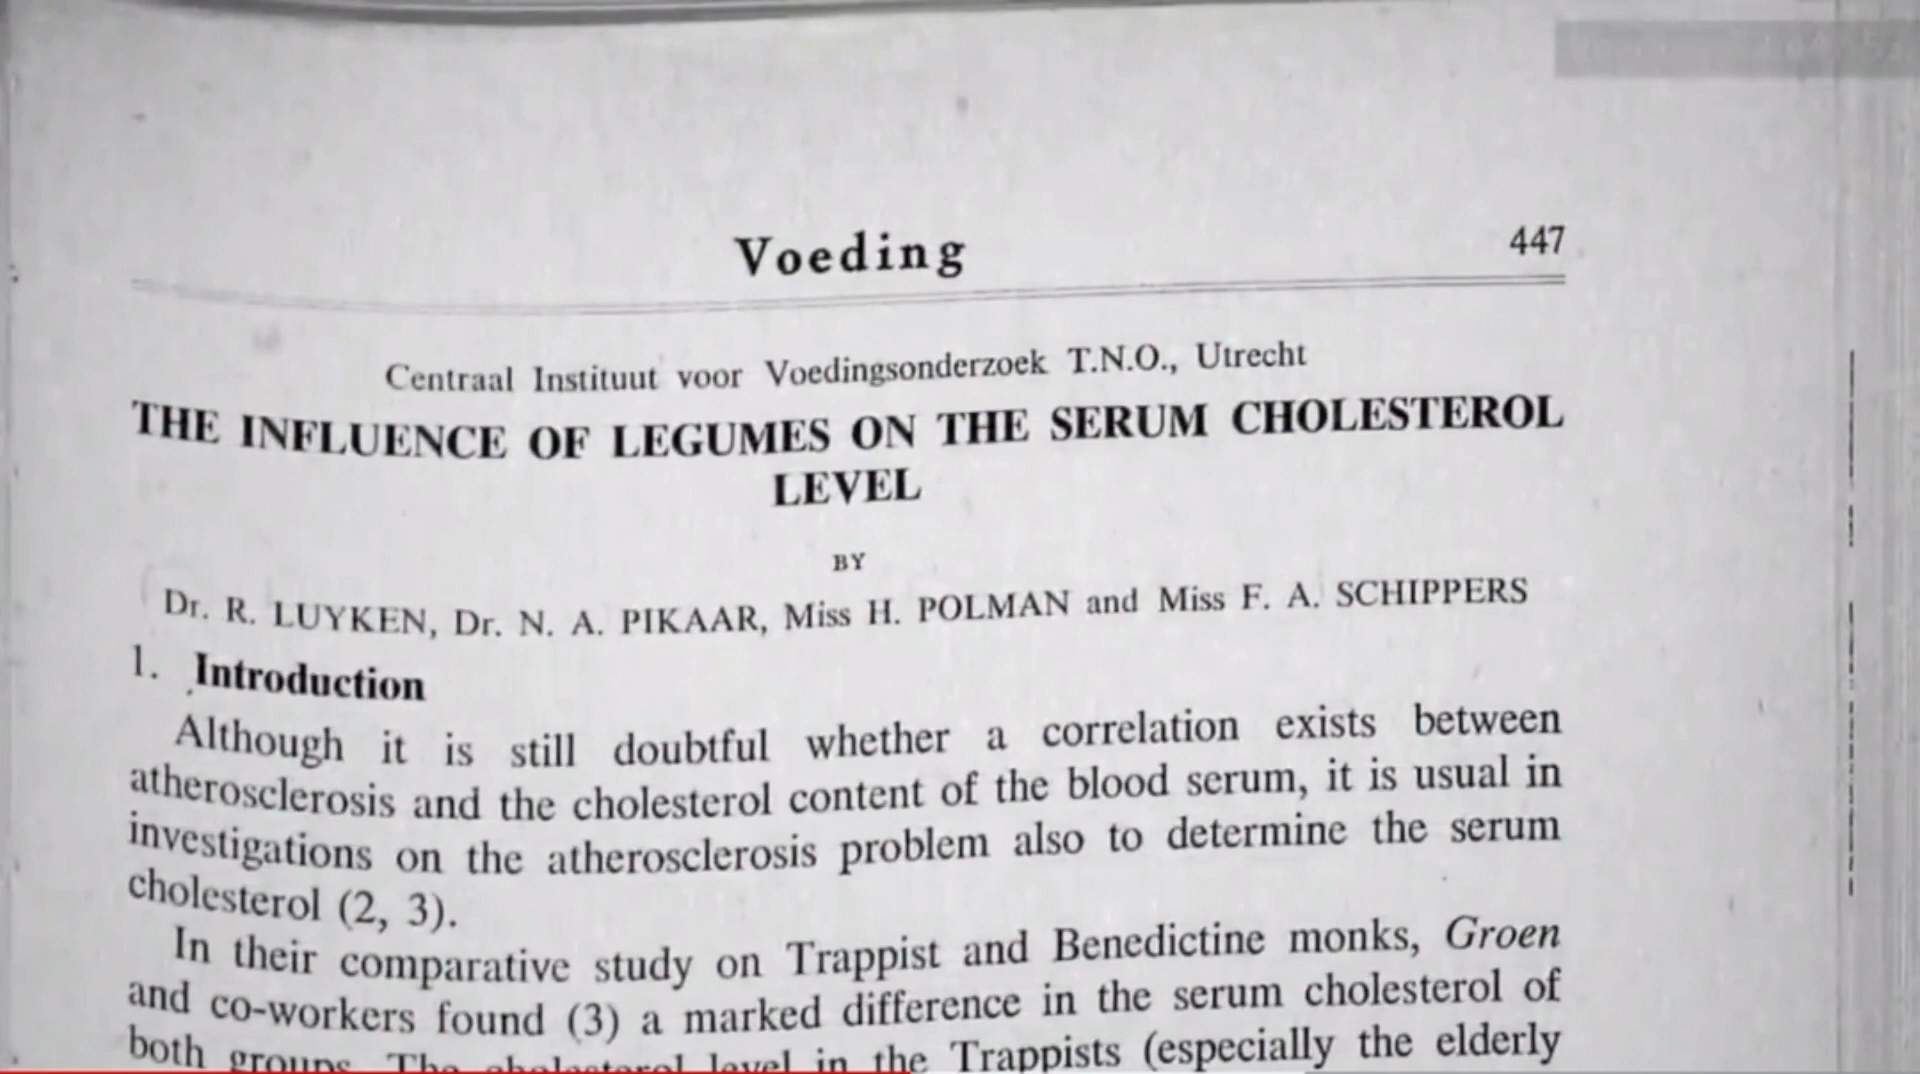 Voeding 447
Centraal Instituut voor Voedingsonderzoek T.N.O., Utrecht
THE INFLUENCE OF LEGUMES ON THE SERUM CHOLESTEROL
LEVEL
BY
Dr. R. LUYKEN, Dr. N. A. PIKAAR, Miss H. POLMAN and Miss F. A. SCHIPPERS
1. Introduction
Although it is still doubtful whether a correlation exists between
atherosclerosis and the cholesterol content of the blood serum, it is usual in
investigations on the atherosclerosis problem also to determine the serum
cholesterol (2, 3).
In their comparative study on Trappist and Benedictine monks, Groen
and co-workers found (3) a marked difference in the serum cholesterol of
both groups. The cholesterol level in the Trappists (especially the elderly